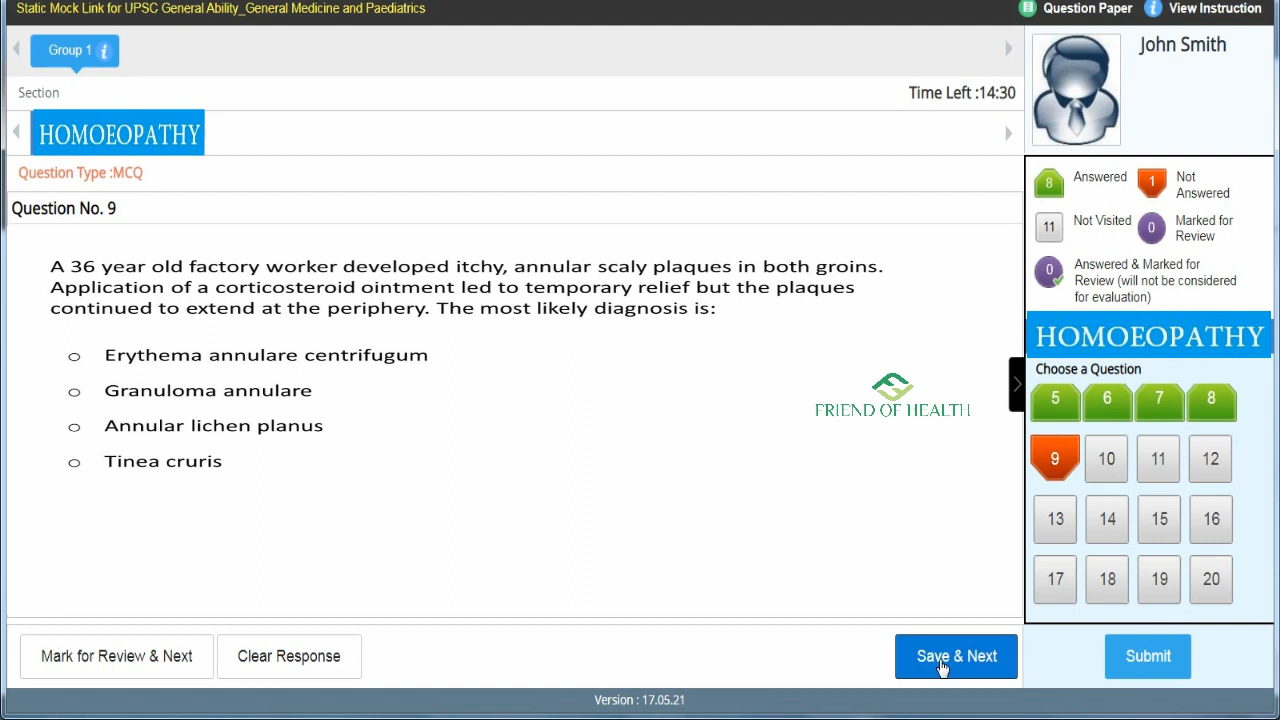 Static Mock Link for UPSC General Ability_General Medicine and Paediatrics
Question Paper
View Instruction
Group 1
John Smith
Section
Time Left :14:30
HOMOEOPATHY
Question Type :MCQ
Question No. 9
A 36 year old factory worker developed itchy, annular scaly plaques in both groins.
Application of a corticosteroid ointment led to temporary relief but the plaques
continued to extend at the periphery. The most likely diagnosis is:
Erythema annulare centrifugum
Granuloma annulare
Annular lichen planus
Tinea cruris
FRIEND OF HEALTH
8 Answered
1 Not
Answered
11 Not Visited
0 Marked for
Review
0 Answered & Marked for
Review (will not be considered
for evaluation)
HOMOEOPATHY
Choose a Question
5 6 7 8
9 10 11 12
13 14 15 16
17 18 19 20
Mark for Review & Next
Clear Response
Save & Next
Submit
Version : 17.05.21